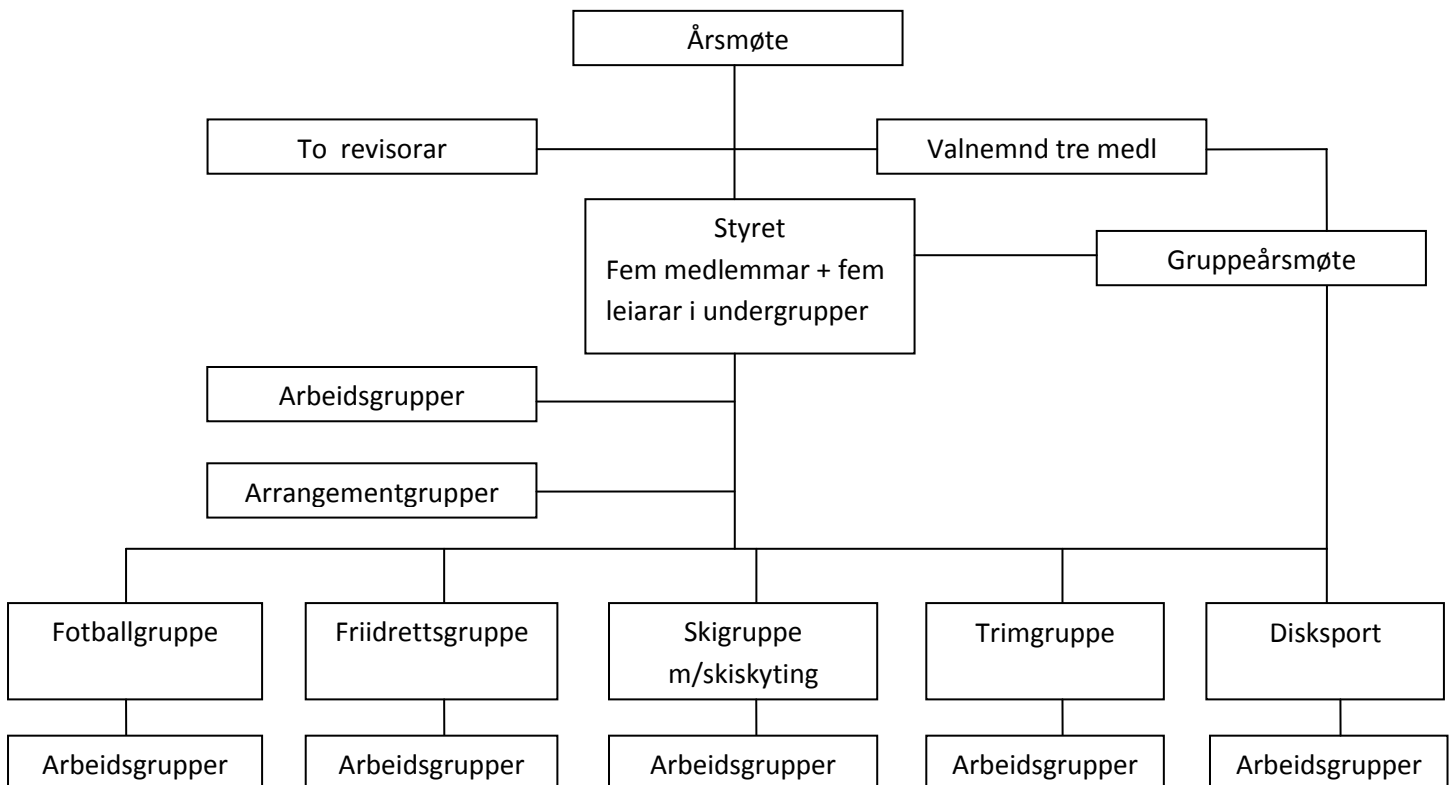 Årsmøte
To revisorar
Valnemnd tre medl
Styret
Fem medlemmar + fem
leiarar i undergrupper
Gruppeårsmøte
Arbeidsgrupper
Arrangementgrupper
Fotballgruppe
Friidrettsgruppe
Skigruppe
m/skiskyting
Trimgruppe
Disksport
Arbeidsgrupper
Arbeidsgrupper
Arbeidsgrupper
Arbeidsgrupper
Arbeidsgrupper